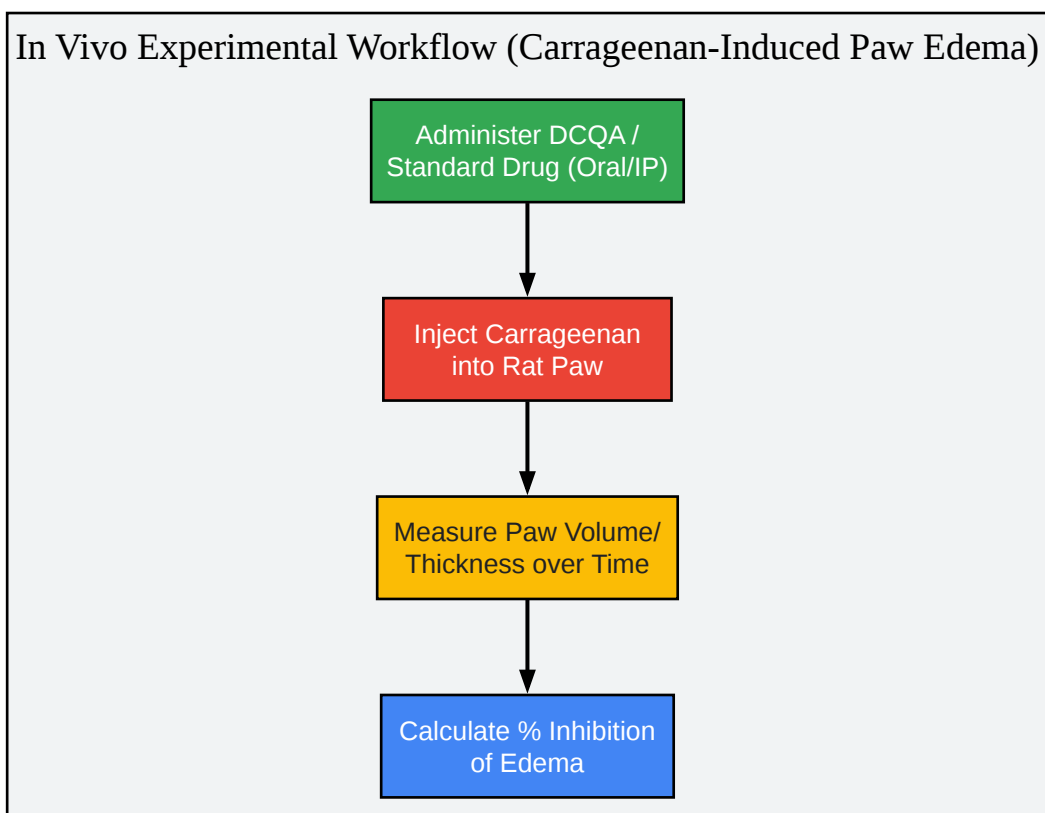 In Vivo Experimental Workflow (Carrageenan-Induced Paw Edema)
Administer DCQA /
Standard Drug (Oral/IP)
Inject Carrageenan
into Rat Paw
Measure Paw Volume/
Thickness over Time
Calculate % Inhibition
of Edema